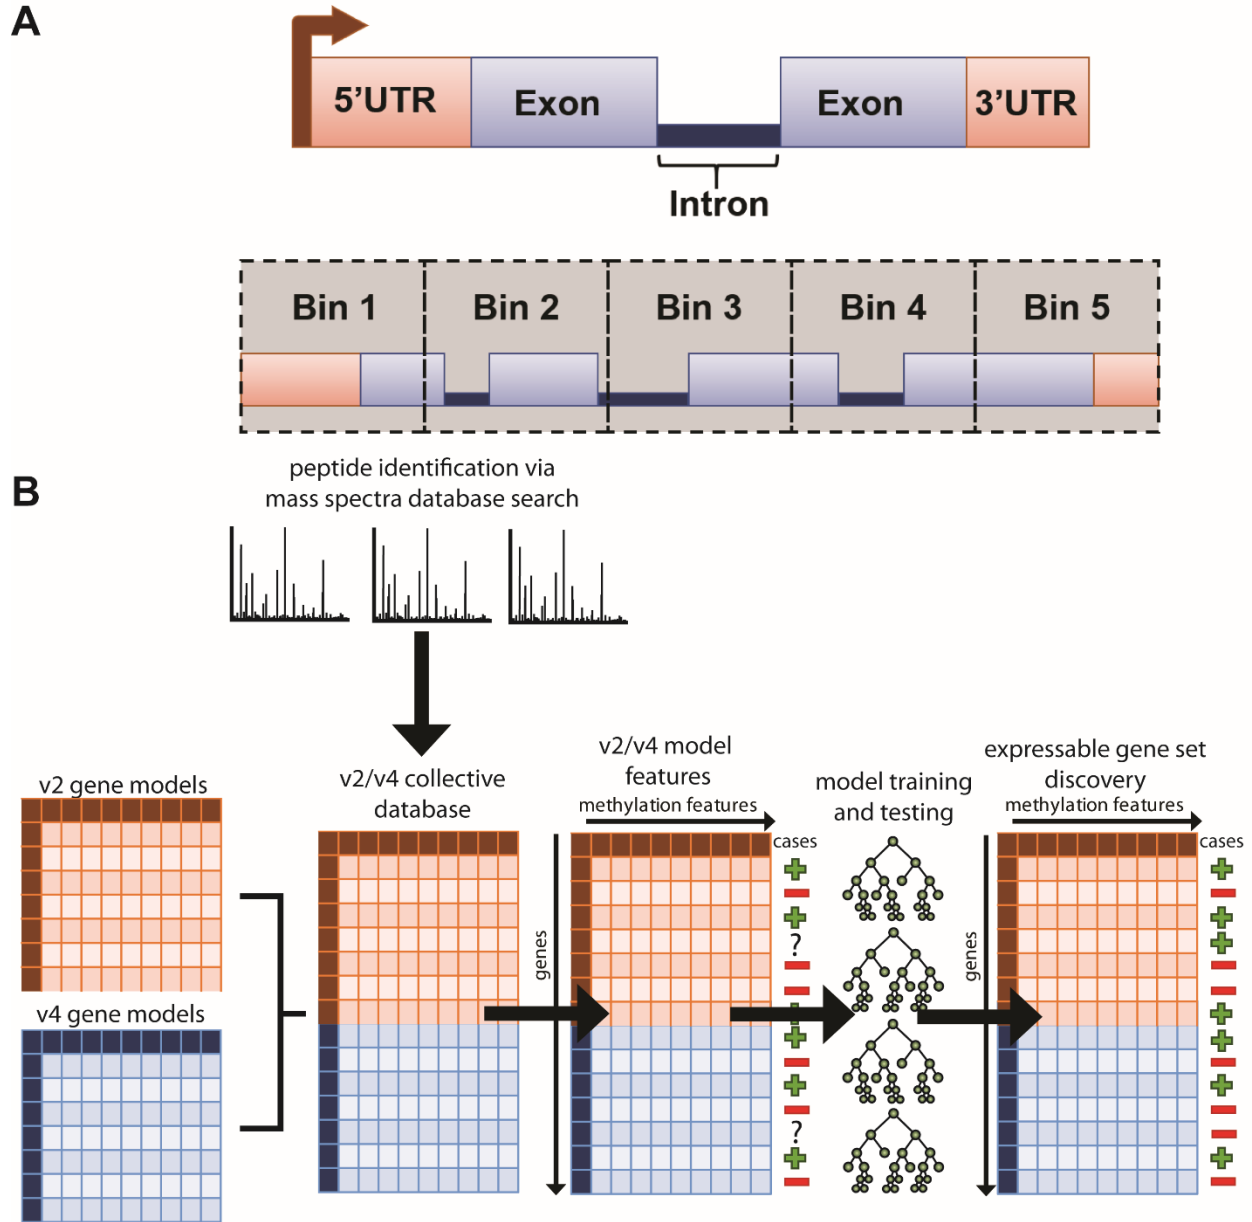 A
5'UTR
Exon
Exon
3'UTR
Intron
Bin 1
Bin 2
Bin 3
Bin 4
Bin 5
B
peptide identification via
mass spectra database search
v2 gene models
v4 gene models
v2/v4 collective
database
v2/v4 model
features
methylation features
genes
cases
?
?
model training
and testing
expressable gene set
discovery
methylation features
genes
cases